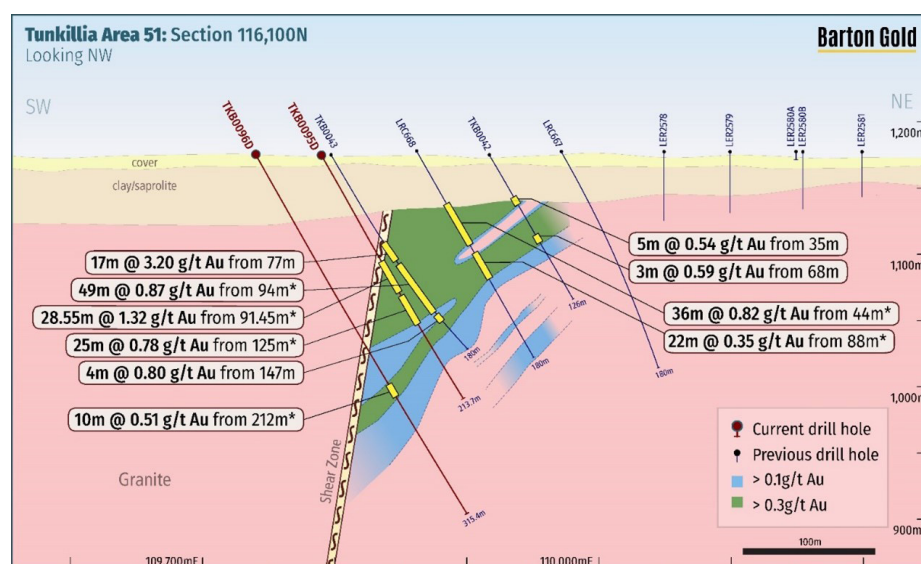 Tunkillia Area 51: Section 116,100N
Looking NW
Barton Gold
SW
NE
TKB0096D
TKB0095D
TKB0043
LRC668
TKB0042
LRC667
LER2578
LER2579
LER2580A
LER2580B
LER2581
1,200m
cover
clay/saprolite
17m @ 3.20 g/t Au from 77m
49m @ 0.87 g/t Au from 94m*
28.55m @ 1.32 g/t Au from 91.45m*
25m @ 0.78 g/t Au from 125m*
4m @ 0.80 g/t Au from 147m
10m @ 0.51 g/t Au from 212m*
5m @ 0.54 g/t Au from 35m
3m @ 0.59 g/t Au from 68m
36m @ 0.82 g/t Au from 44m*
22m @ 0.35 g/t Au from 88m*
1,100m
126m
180m
180m
180m
213.7m
315.4m
1,000m
Granite
Shear Zone
Current drill hole
Previous drill hole
> 0.1g/t Au
> 0.3g/t Au
900m
100m
109,700mE
110,000mE